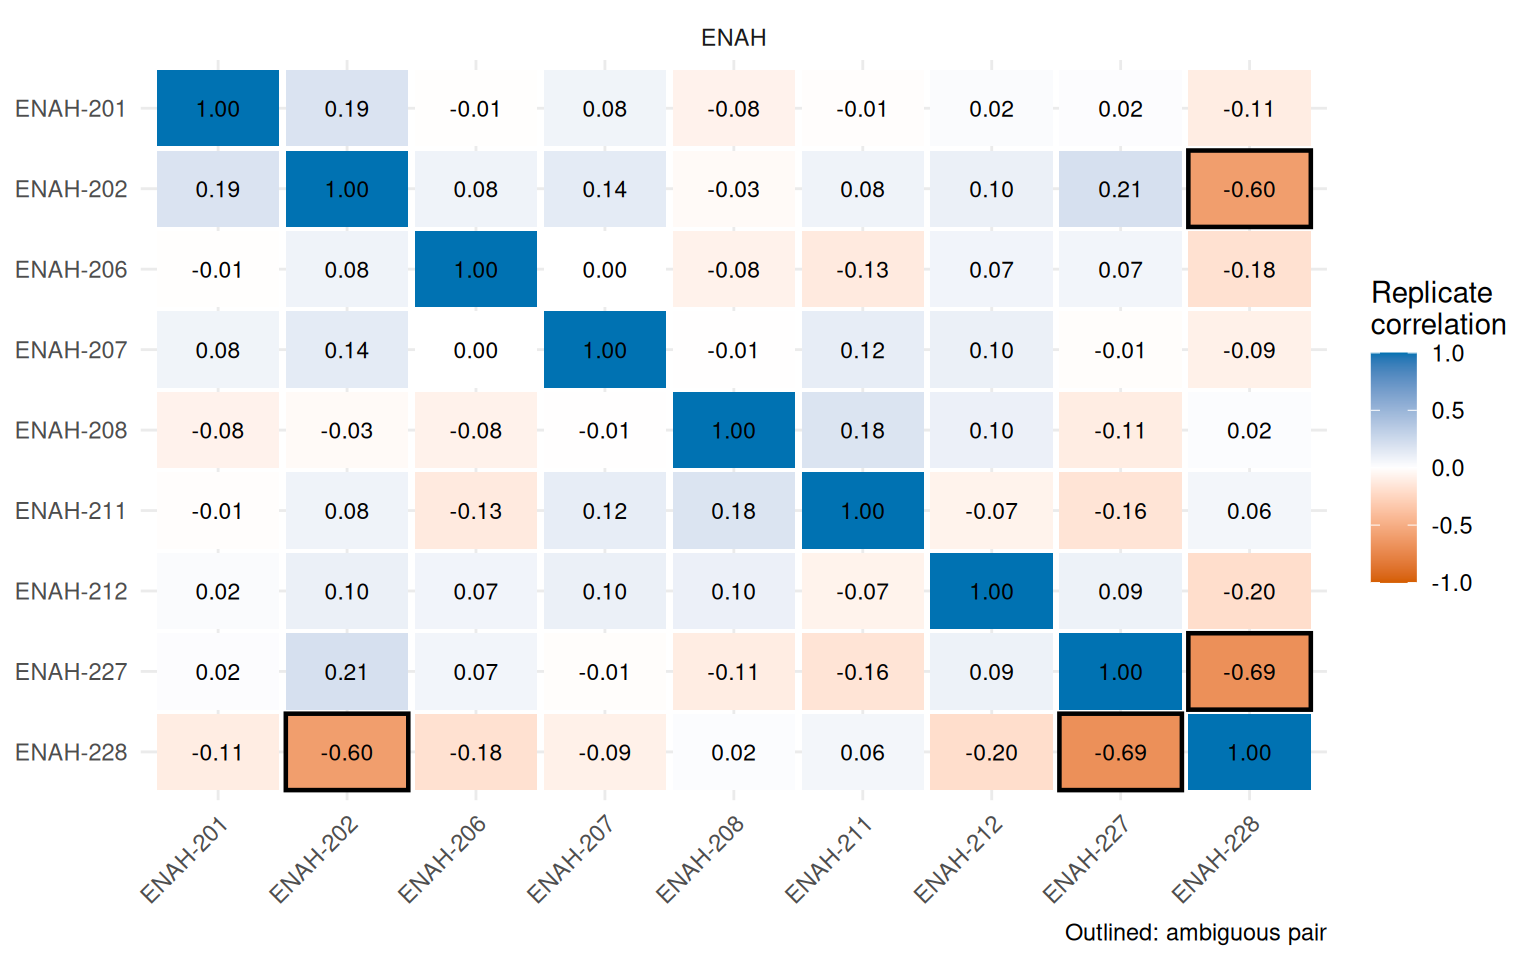 ENAH
ENAH-201 1.00 0.19 -0.01 0.08 -0.08 -0.01 0.02 0.02 -0.11
ENAH-202 0.19 1.00 0.08 0.14 -0.03 0.08 0.10 0.21 -0.60
ENAH-206 -0.01 0.08 1.00 0.00 -0.08 -0.13 0.07 0.07 -0.18
ENAH-207 0.08 0.14 0.00 1.00 -0.01 0.12 0.10 -0.01 -0.09
ENAH-208 -0.08 -0.03 -0.08 -0.01 1.00 0.18 0.10 -0.11 0.02
ENAH-211 -0.01 0.08 -0.13 0.12 0.18 1.00 -0.07 -0.16 0.06
ENAH-212 0.02 0.10 0.07 0.10 0.10 -0.07 1.00 0.09 -0.20
ENAH-227 0.02 0.21 0.07 -0.01 -0.11 -0.16 0.09 1.00 -0.69
ENAH-228 -0.11 -0.60 -0.18 -0.09 0.02 0.06 -0.20 -0.69 1.00
ENAH-201 ENAH-202 ENAH-206 ENAH-207 ENAH-208 ENAH-211 ENAH-212 ENAH-227 ENAH-228
Replicate
correlation
1.0
0.5
0.0
-0.5
-1.0
Outlined: ambiguous pair